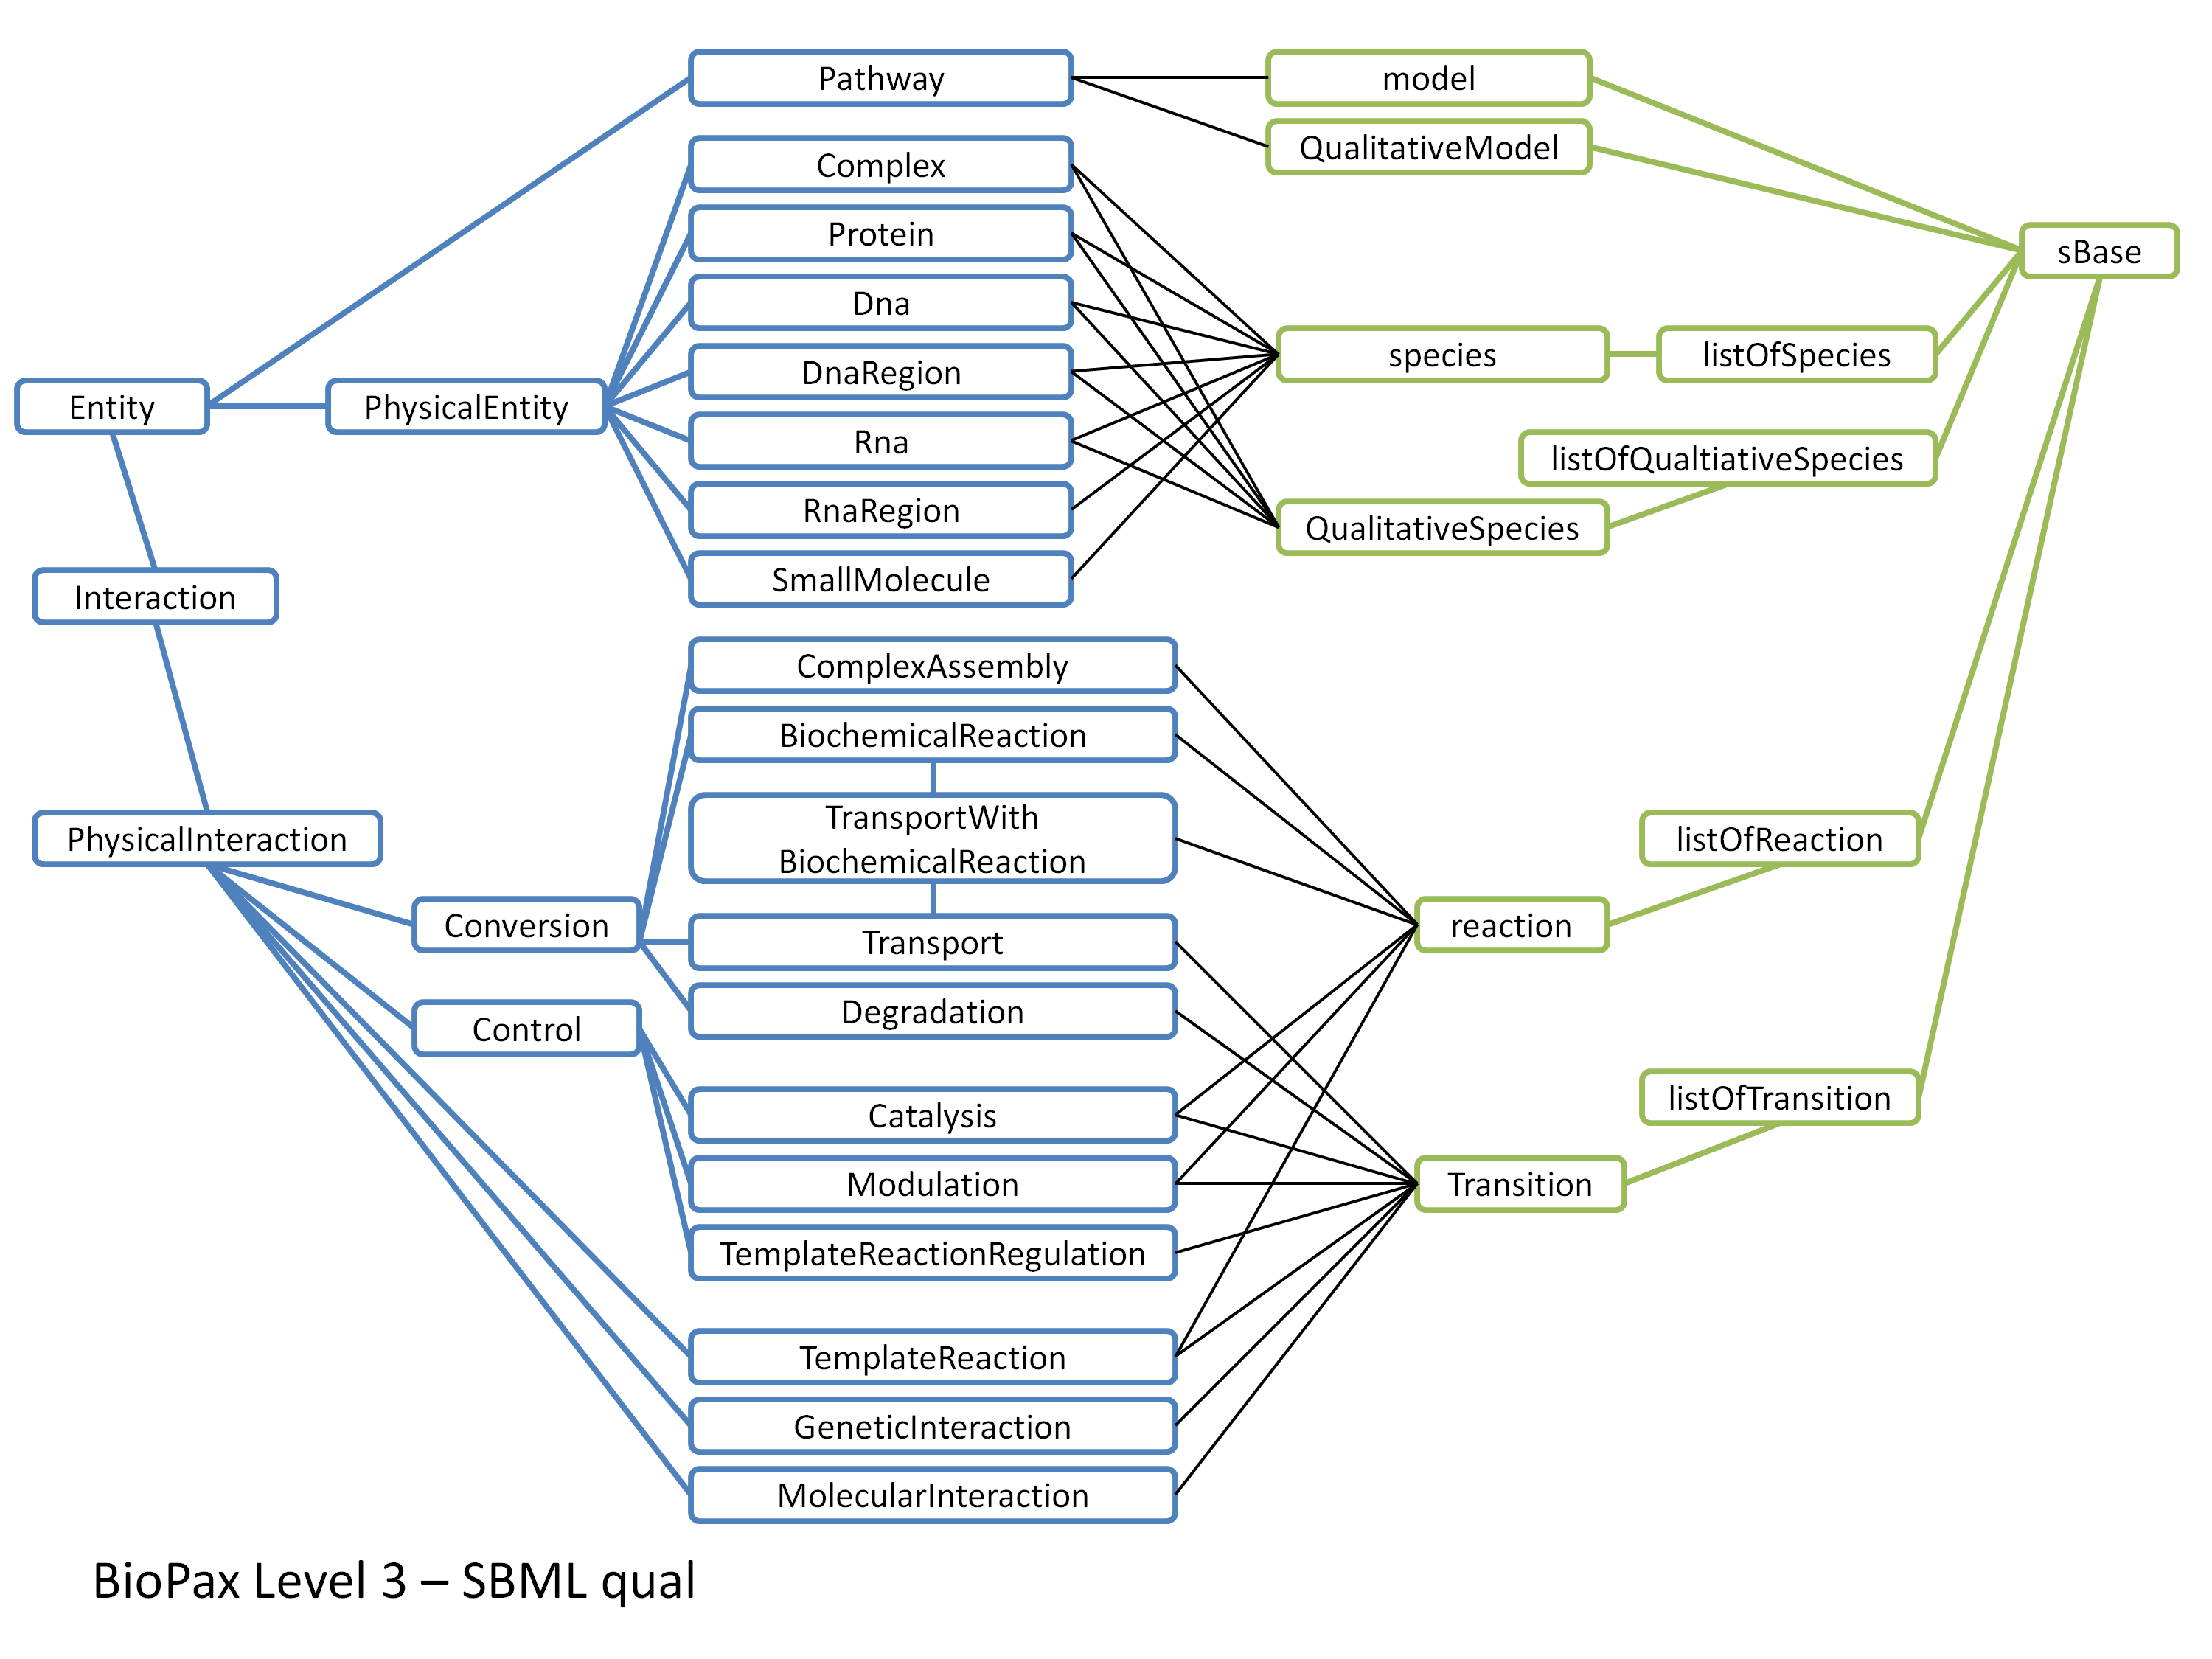 Pathway
model
QualitativeModel
Complex
Protein
sBase
Dna
species
listOfSpecies
DnaRegion
Entity
PhysicalEntity
Rna
listOfQualtiativeSpecies
RnaRegion
QualitativeSpecies
SmallMolecule
Interaction
ComplexAssembly
BiochemicalReaction
TransportWith
BiochemicalReaction
PhysicalInteraction
listOfReaction
Conversion
reaction
Transport
Degradation
Control
listOfTransition
Catalysis
Modulation
Transition
TemplateReactionRegulation
TemplateReaction
GeneticInteraction
MolecularInteraction
BioPax Level 3 – SBML qual